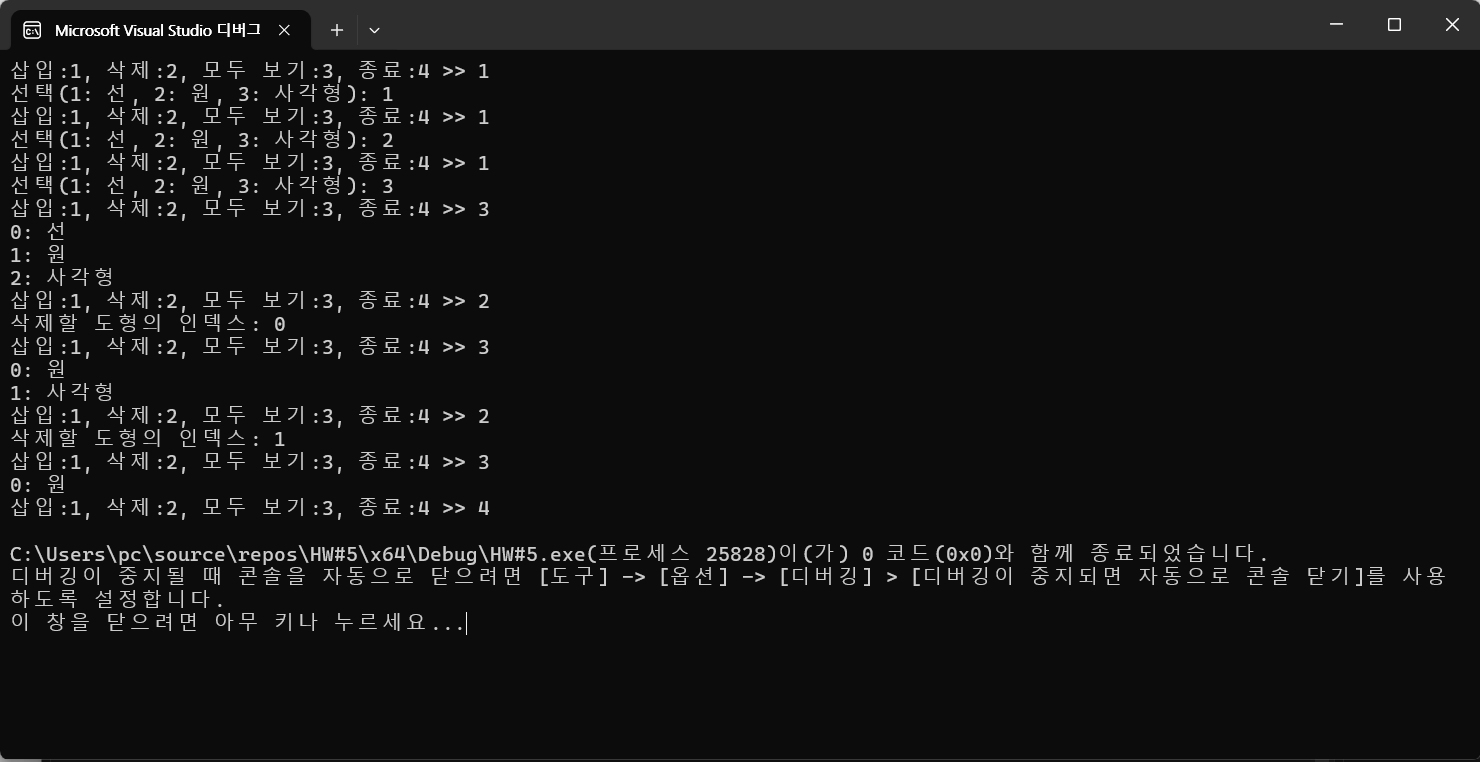 Microsoft Visual Studio 디버그
삽입:1, 삭제:2, 모두 보기:3, 종료:4 >> 1
선택(1: 선, 2: 원, 3: 사각형): 1
삽입:1, 삭제:2, 모두 보기:3, 종료:4 >> 1
선택(1: 선, 2: 원, 3: 사각형): 2
삽입:1, 삭제:2, 모두 보기:3, 종료:4 >> 1
선택(1: 선, 2: 원, 3: 사각형): 3
삽입:1, 삭제:2, 모두 보기:3, 종료:4 >> 3
0: 선
1: 원
2: 사각형
삽입:1, 삭제:2, 모두 보기:3, 종료:4 >> 2
삭제할 도형의 인덱스: 0
삽입:1, 삭제:2, 모두 보기:3, 종료:4 >> 3
0: 원
1: 사각형
삽입:1, 삭제:2, 모두 보기:3, 종료:4 >> 2
삭제할 도형의 인덱스: 1
삽입:1, 삭제:2, 모두 보기:3, 종료:4 >> 3
0: 원
삽입:1, 삭제:2, 모두 보기:3, 종료:4 >> 4
C:\Users\pc\source\repos\HW#5\x64\Debug\HW#5.exe(프로세스 25828)이(가) 0 코드(0x0)와 함께 종료되었습니다.
디버깅이 중지될 때 콘솔을 자동으로 닫으려면 [도구] -> [옵션] -> [디버깅] > [디버깅이 중지되면 자동으로 콘솔 닫기]를 사용
하도록 설정합니다.
이 창을 닫으려면 아무 키나 누르세요...